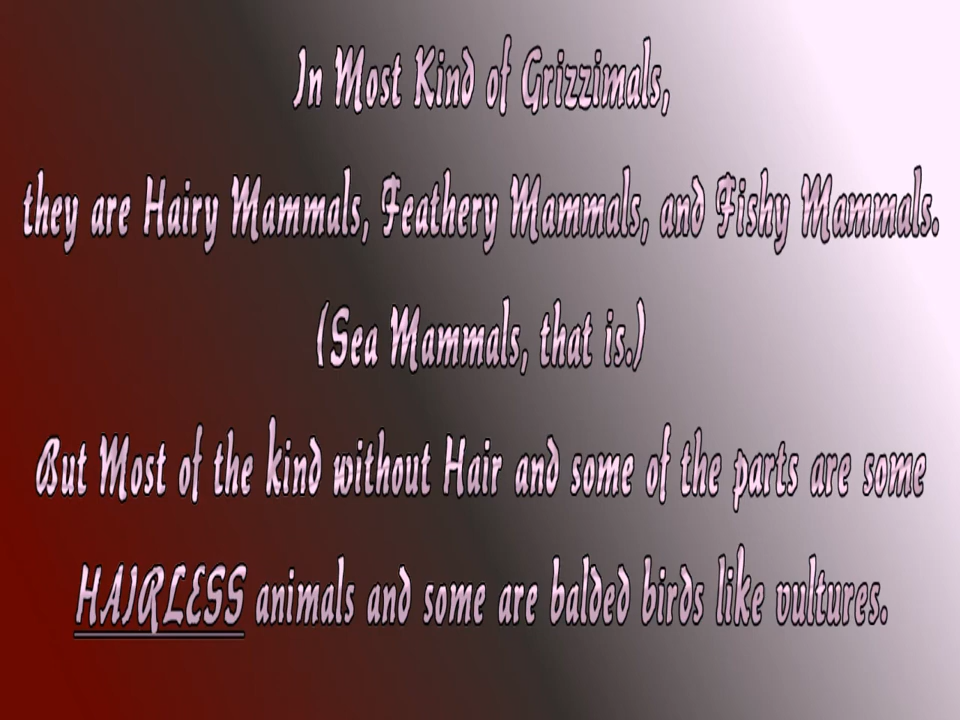 In Most Kind of Grizzimals,
they are Hairy Mammals, Feathery Mammals, and Fishy Mammals.
(Sea Mammals, that is.)
But Most of the kind without Hair and some of the parts are some
HAIRLESS animals and some are balded birds like vultures.